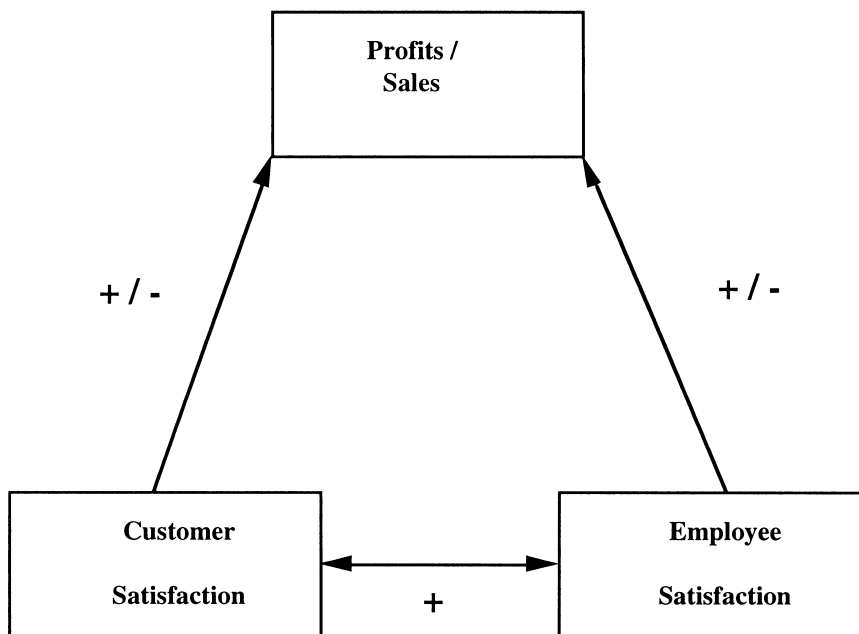 Profits /
Sales
+ / -
+ / -
Customer
Satisfaction
Employee
Satisfaction
+